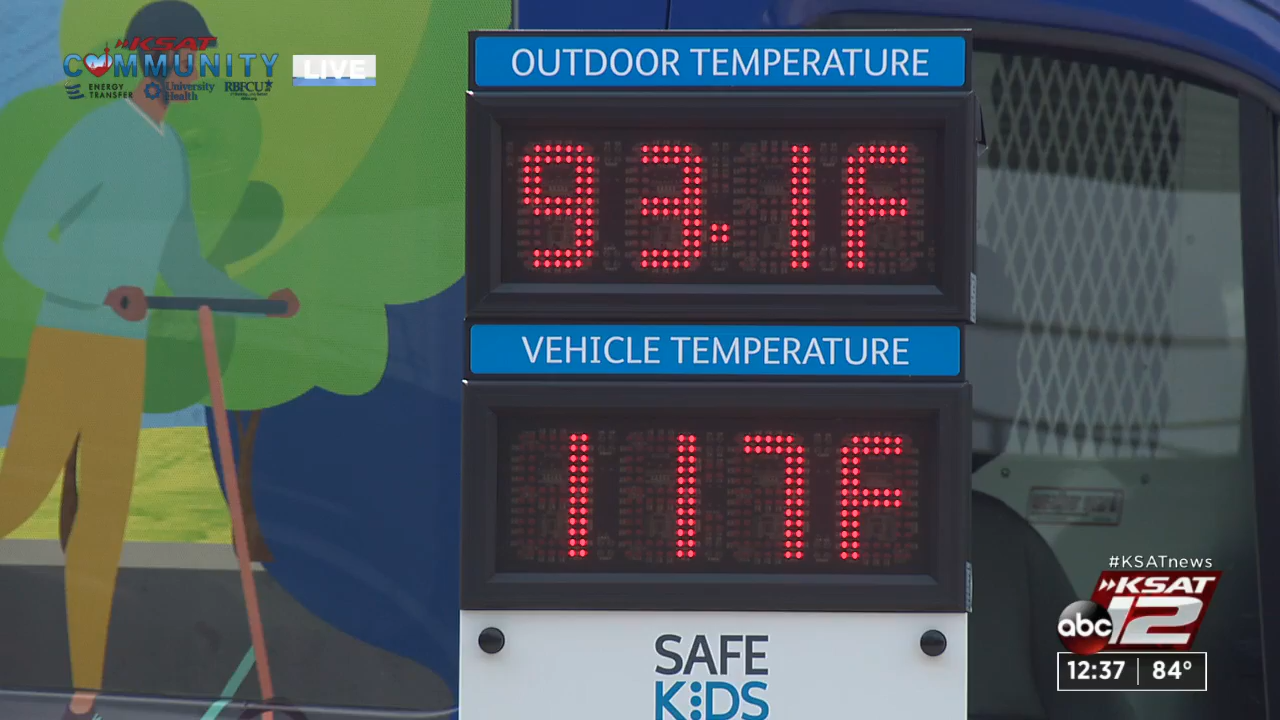 KSAT
COMMUNITY
LIVE
ENERGY
TRANSFER
University
Health
RBFCU
OUTDOOR TEMPERATURE
93.1F
VEHICLE TEMPERATURE
117F
SAFE
KIDS
#KSATnews
KSAT
abc 12
12:37 84°